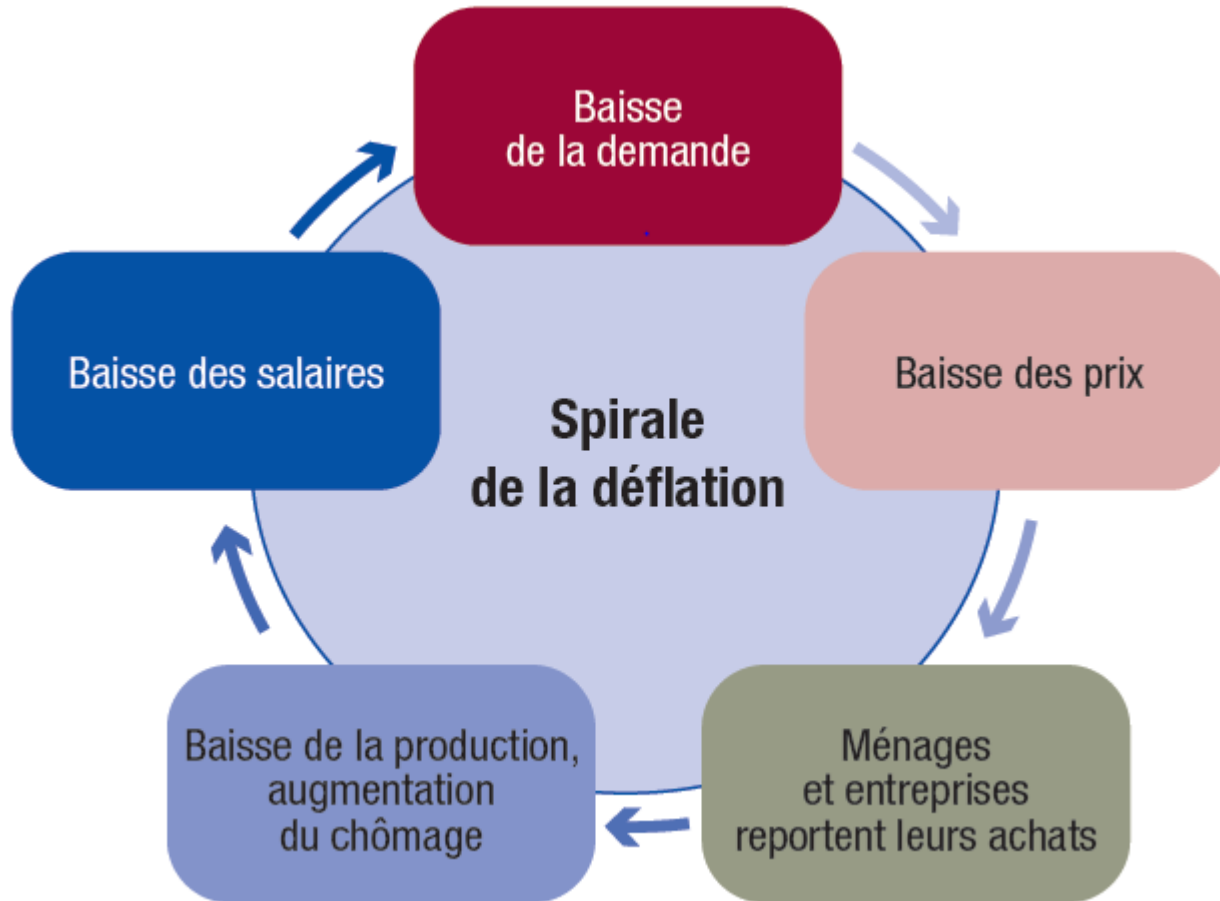 Baisse
de la demande
Baisse des prix
Ménages
et entreprises
reportent leurs achats
Baisse de la production,
augmentation
du chômage
Baisse des salaires
Spirale
de la déflation